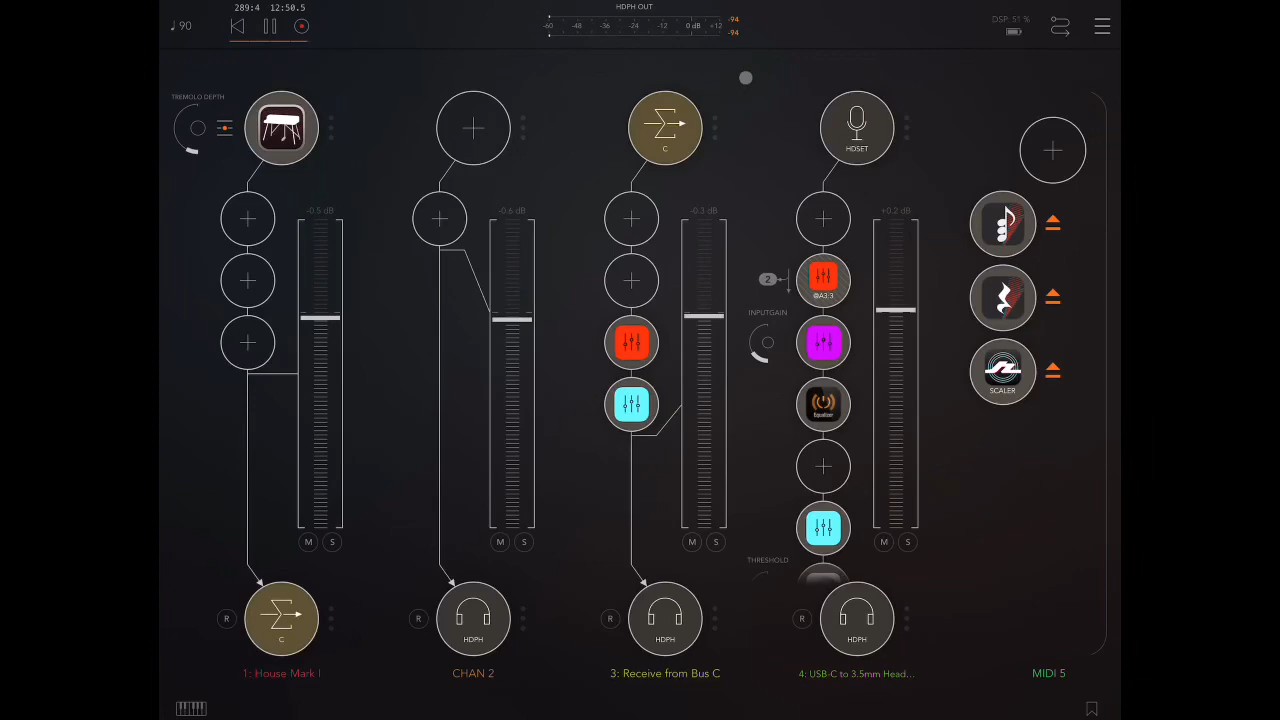 289:4 12:50.5
♩ 90
HDPH OUT
-60 -48 -36 -24 -12 0 dB +12
-94
-94
DSP: 51 %
TREMOLO DEPTH
C
HDSET
-0.5 dB
-0.6 dB
-0.3 dB
+0.2 dB
2
@A3:3
INPUTGAIN
SCALER
Equalizer
M S
M S
M S
M S
THRESHOLD
R
C
R
HDPH
R
HDPH
R
HDPH
1: House Mark I
CHAN 2
3: Receive from Bus C
4: USB-C to 3.5mm Head...
MIDI 5